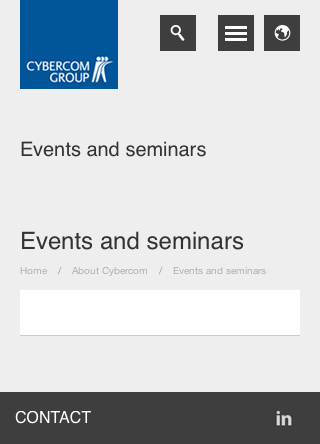 CYBERCOM
GROUP
Events and seminars
Events and seminars
Home / About Cybercom / Events and seminars
CONTACT
in